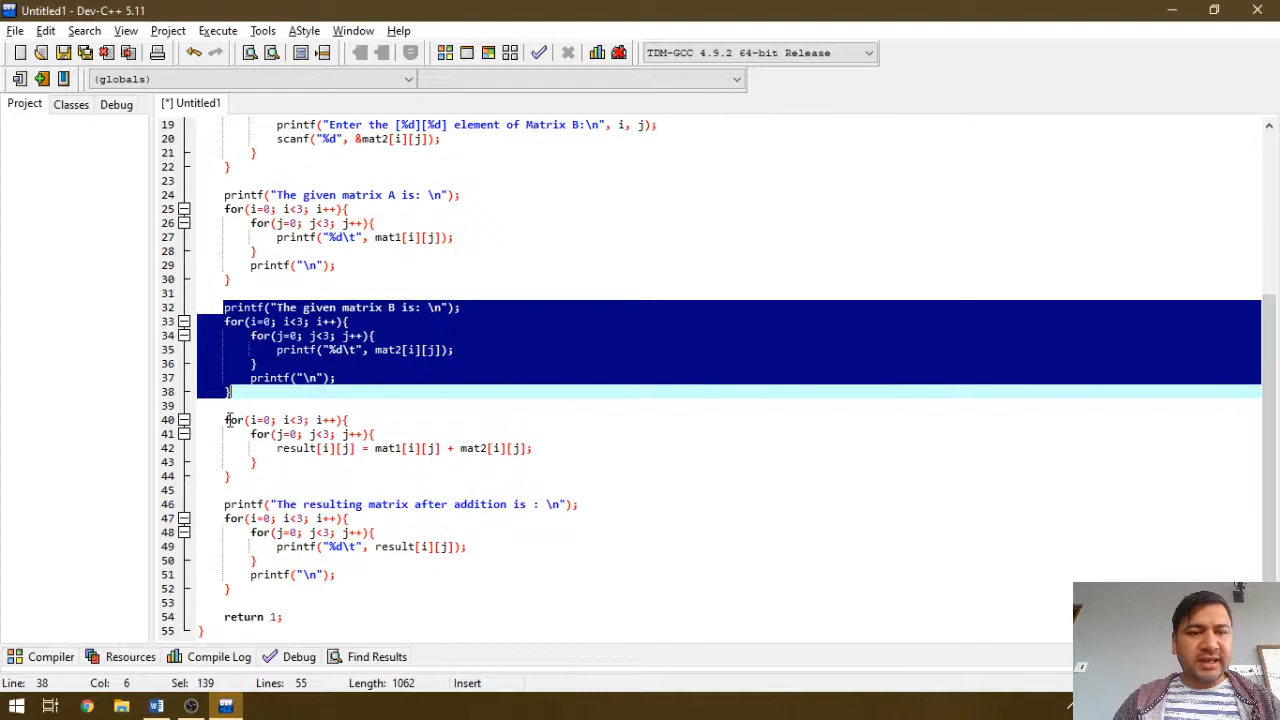 Untitled1 - Dev-C++ 5.11
File Edit Search View Project Execute Tools AStyle Window Help
TDM-GCC 4.9.2 64-bit Release
(globals)
Project Classes Debug [*] Untitled1
19 printf("Enter the [%d][%d] element of Matrix B:\n", i, j);
20 scanf("%d", &mat2[i][j]);
21 }
22 }
23
24 printf("The given matrix A is: \n");
25 for(i=0; i<3; i++){
26 for(j=0; j<3; j++){
27 printf("%d\t", mat1[i][j]);
28 }
29 printf("\n");
30 }
31
32 printf("The given matrix B is: \n");
33 for(i=0; i<3; i++){
34 for(j=0; j<3; j++){
35 printf("%d\t", mat2[i][j]);
36 }
37 printf("\n");
38 }
39
40 for(i=0; i<3; i++){
41 for(j=0; j<3; j++){
42 result[i][j] = mat1[i][j] + mat2[i][j];
43 }
44 }
45
46 printf("The resulting matrix after addition is : \n");
47 for(i=0; i<3; i++){
48 for(j=0; j<3; j++){
49 printf("%d\t", result[i][j]);
50 }
51 printf("\n");
52 }
53
54 return 1;
55 }
Compiler Resources Compile Log Debug Find Results
Line: 38 Col: 6 Sel: 139 Lines: 55 Length: 1062 Insert